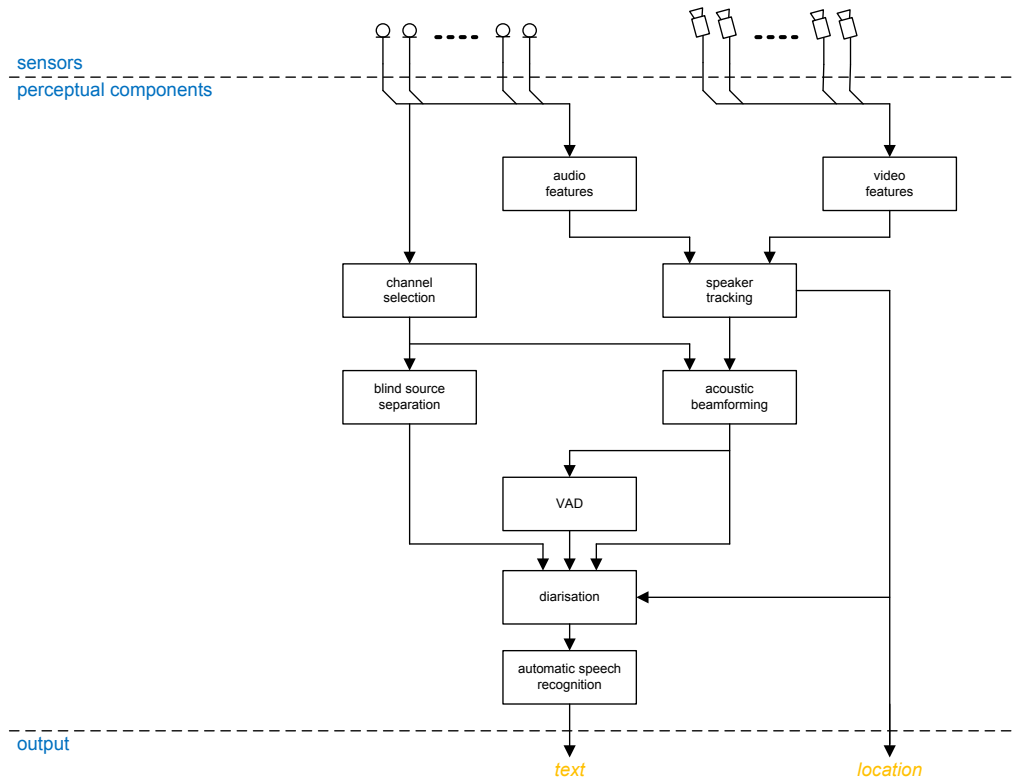 sensors
perceptual components
audio
features
video
features
channel
selection
speaker
tracking
blind source
separation
acoustic
beamforming
VAD
diarisation
automatic speech
recognition
output
text
location